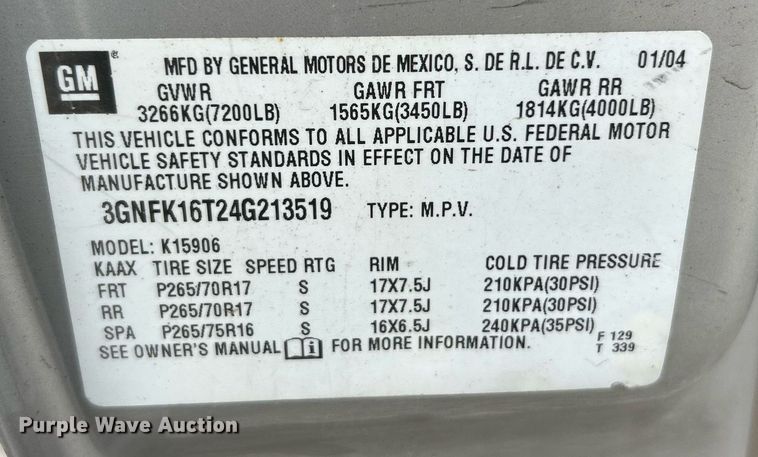 GM ®
MFD BY GENERAL MOTORS DE MEXICO, S. DE R.L. DE C.V. 01/04
GVWR GAWR FRT GAWR RR
3266KG(7200LB) 1565KG(3450LB) 1814KG(4000LB)
THIS VEHICLE CONFORMS TO ALL APPLICABLE U.S. FEDERAL MOTOR
VEHICLE SAFETY STANDARDS IN EFFECT ON THE DATE OF
MANUFACTURE SHOWN ABOVE.
3GNFK16T24G213519 TYPE: M.P.V.
MODEL: K15906
KAAX TIRE SIZE SPEED RTG RIM COLD TIRE PRESSURE
FRT P265/70R17 S 17X7.5J 210KPA(30PSI)
RR P265/70R17 S 17X7.5J 210KPA(30PSI)
SPA P265/75R16 S 16X6.5J 240KPA(35PSI)
SEE OWNER'S MANUAL i FOR MORE INFORMATION. F 129
T 339
Purple Wave Auction